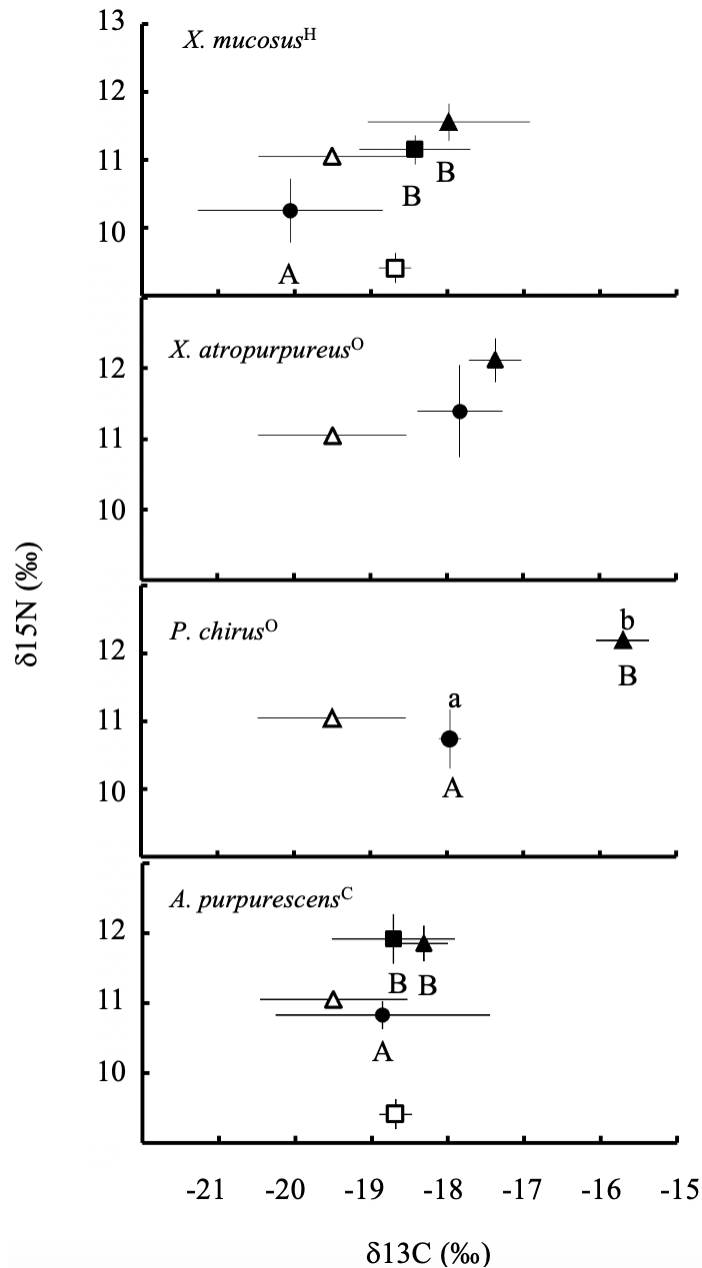 13
X. mucosusᴴ
12
11
B
B
10
A
X. atropurpureusᴼ
12
11
10
δ15N (‰)
P. chirusᴼ
b
12
B
a
11
10
A
A. purpurescensᶜ
12
B B
11
A
10
-21 -20 -19 -18 -17 -16 -15
δ13C (‰)